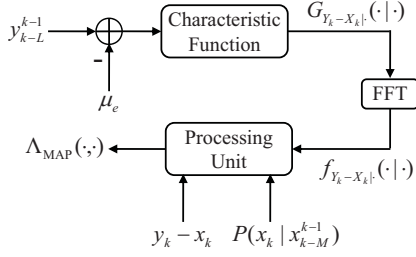 y_{k-L}^{k-1}
-
μ_e
Characteristic
Function
G_{Y_k-X_k|.}(·|·)
FFT
Λ_MAP(·,·)
Processing
Unit
f_{Y_k-X_k|.}(·|·)
y_k − x_k
P(x_k | x_{k-M}^{k-1})